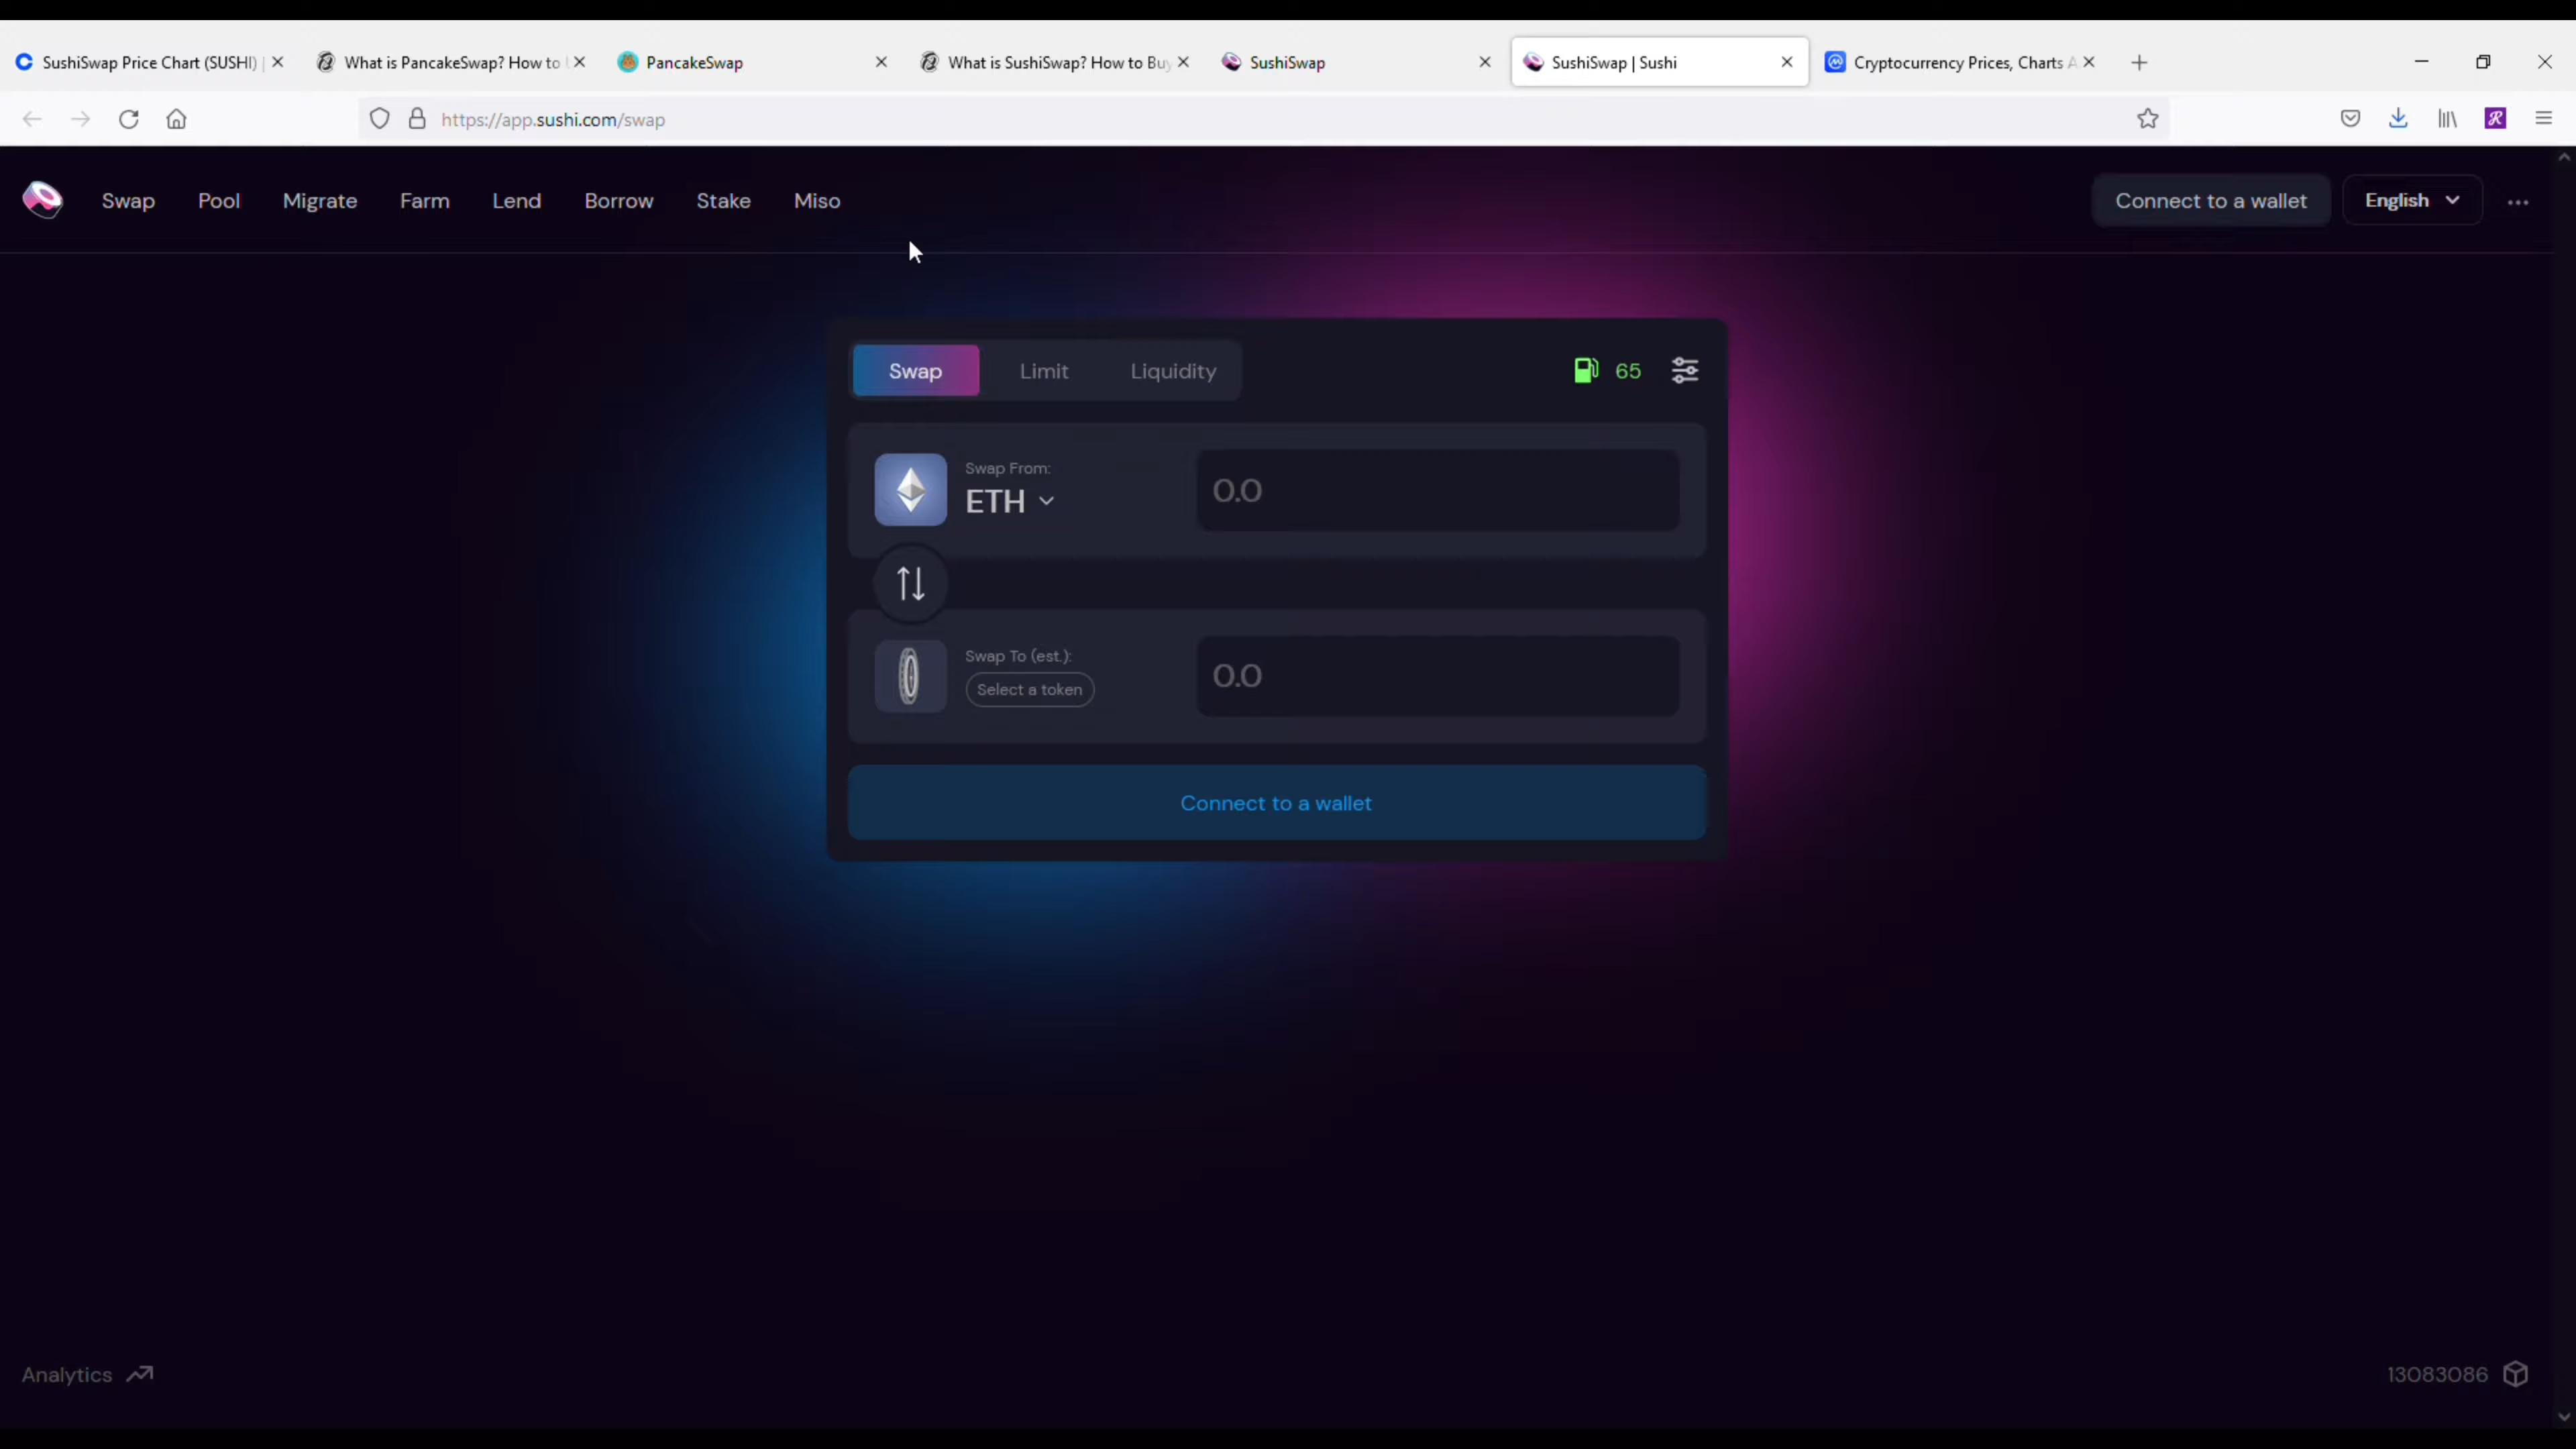 SushiSwap Price Chart (SUSHI) |
What is PancakeSwap? How to
PancakeSwap
What is SushiSwap? How to Buy
SushiSwap
SushiSwap | Sushi
Cryptocurrency Prices, Charts A
https://app.sushi.com/swap
Swap
Pool
Migrate
Farm
Lend
Borrow
Stake
Miso
Connect to a wallet
English
Swap
Limit
Liquidity
65
Swap From:
ETH
0.0
Swap To (est.):
Select a token
0.0
Connect to a wallet
Analytics
13083086